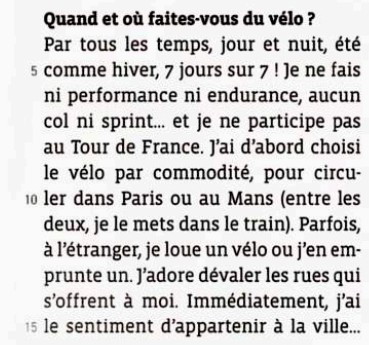 Quand et où faites-vous du vélo ?
Par tous les temps, jour et nuit, été
5 comme hiver, 7 jours sur 7 ! Je ne fais
ni performance ni endurance, aucun
col ni sprint... et je ne participe pas
au Tour de France. J'ai d'abord choisi
le vélo par commodité, pour circu-
10 ler dans Paris ou au Mans (entre les
deux, je le mets dans le train). Parfois,
à l'étranger, je loue un vélo ou j'en em-
prunte un. J'adore dévaler les rues qui
s'offrent à moi. Immédiatement, j'ai
15 le sentiment d'appartenir à la ville...